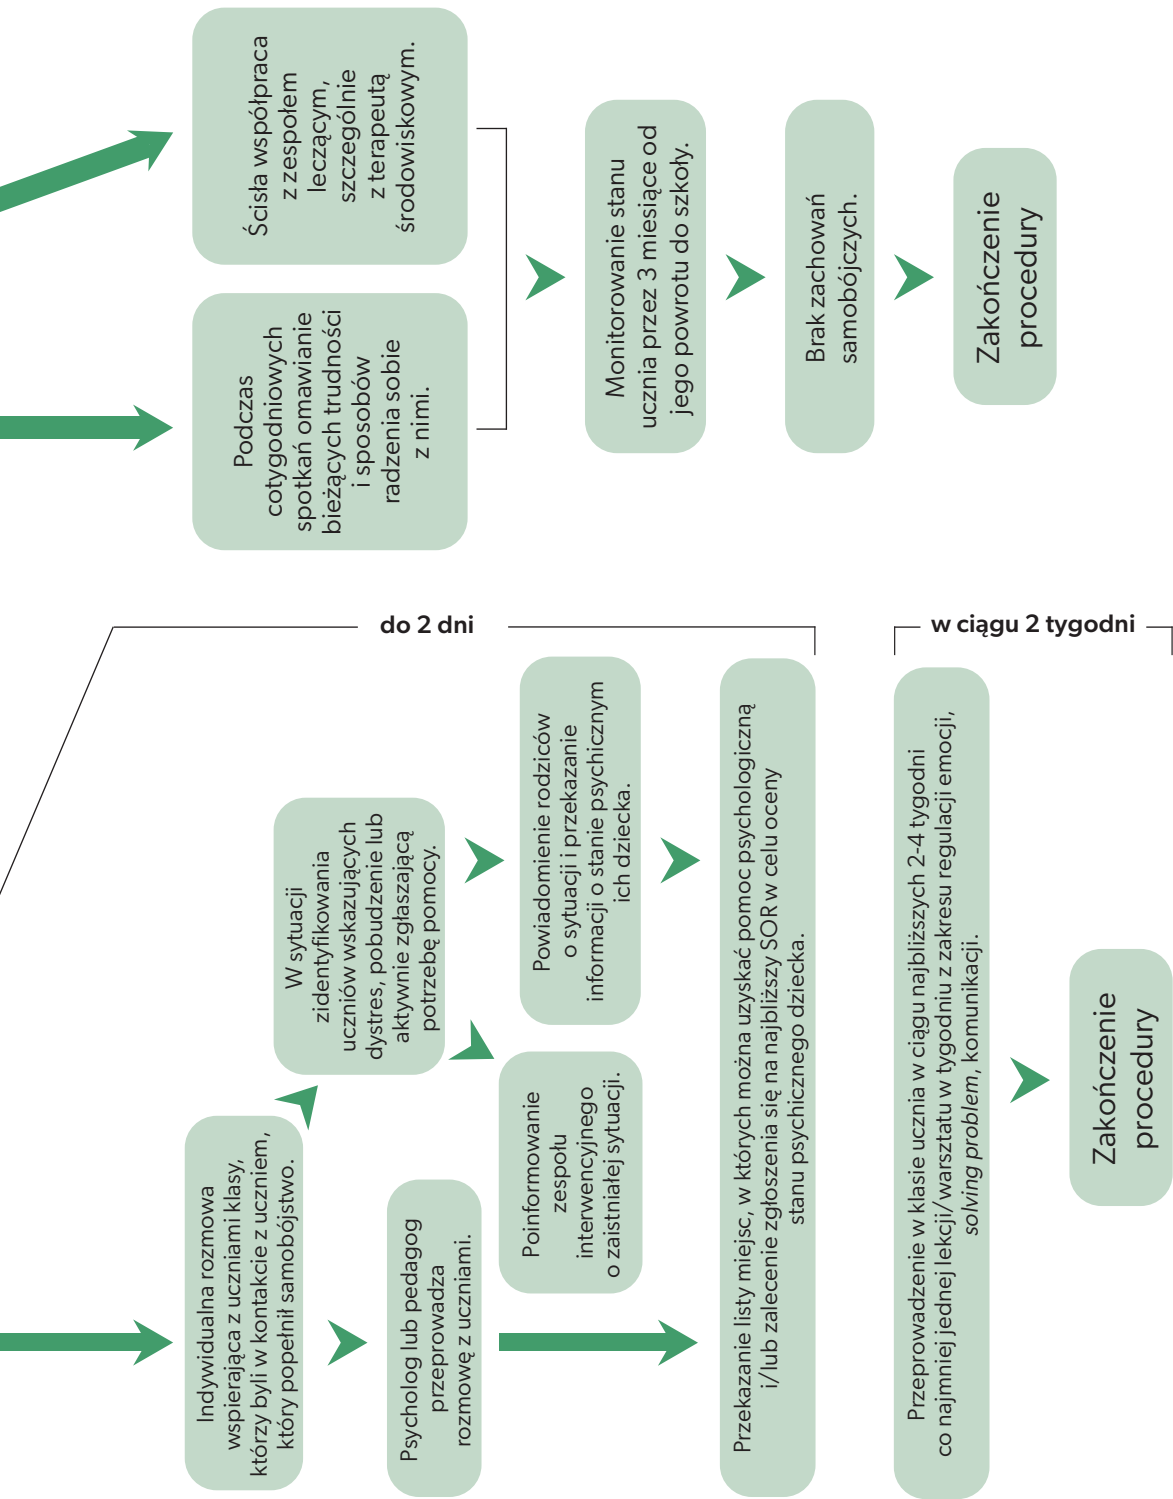 Indywidualna rozmowa
wspierająca z uczniami klasy,
którzy byli w kontakcie z uczniem,
który popełnił samobójstwo.
Psycholog lub pedagog
przeprowadza
rozmowę z uczniami.
W sytuacji
zidentyfikowania
uczniów wskazujących
dystres, pobudzenie lub
aktywnie zgłaszającą
potrzebę pomocy.
Poinformowanie
zespołu
interwencyjnego
o zaistniałej sytuacji.
Powiadomienie rodziców
o sytuacji i przekazanie
informacji o stanie psychicznym
ich dziecka.
Przekazanie listy miejsc, w których można uzyskać pomoc psychologiczną
i/lub zalecenie zgłoszenia się na najbliższy SOR w celu oceny
stanu psychicznego dziecka.
do 2 dni
Przeprowadzenie w klasie ucznia w ciągu najbliższych 2-4 tygodni
co najmniej jednej lekcji/warsztatu w tygodniu z zakresu regulacji emocji,
solving problem, komunikacji.
w ciągu 2 tygodni
Zakończenie
procedury
Podczas
cotygodniowych
spotkań omawianie
bieżących trudności
i sposobów
radzenia sobie
z nimi.
Ścisła współpraca
z zespołem
leczącym,
szczególnie
z terapeutą
środowiskowym.
Monitorowanie stanu
ucznia przez 3 miesiące od
jego powrotu do szkoły.
Brak zachowań
samobójczych.
Zakończenie
procedury